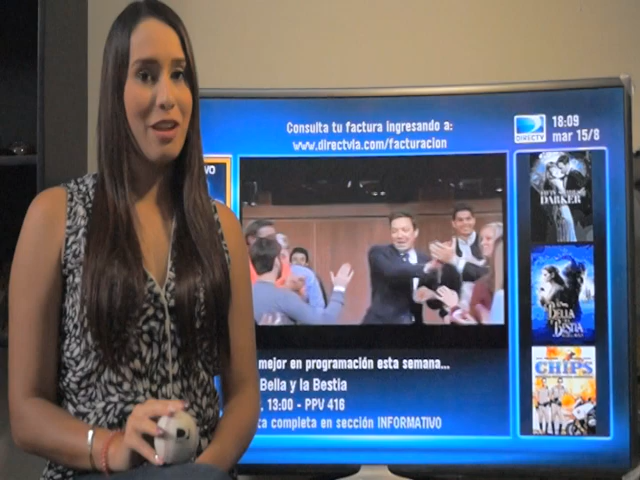 Consulta tu factura ingresando a:
www.directvla.com/facturacion
DIRECTV
18:09
mar 15/8
VO
DARKER
BELLA
BESTIA
CHIPS
mejor en programación esta semana...
Bella y la Bestia
, 13:00 - PPV 416
ta completa en sección INFORMATIVO